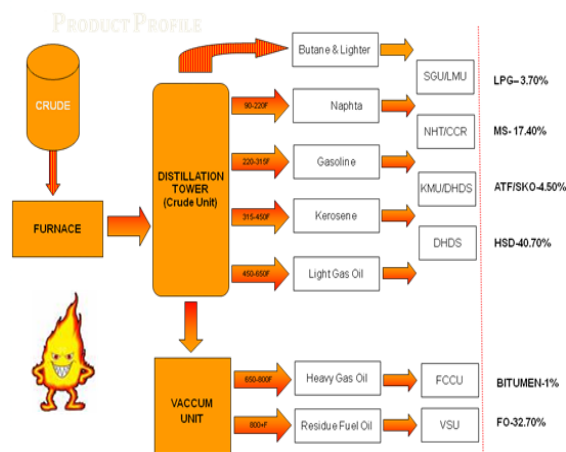 PRODUCT PROFILE
CRUDE
FURNACE
DISTILLATION
TOWER
(Crude Unit)
VACCUM
UNIT
90-220F
220-315F
315-450F
450-650F
650-800F
800+F
Butane & Lighter
Naphta
Gasoline
Kerosene
Light Gas Oil
Heavy Gas Oil
Residue Fuel Oil
SGU/LMU
NHT/CCR
KMU/DHDS
DHDS
FCCU
VSU
LPG– 3.70%
MS- 17.40%
ATF/SKO-4.50%
HSD-40.70%
BITUMEN-1%
FO-32.70%